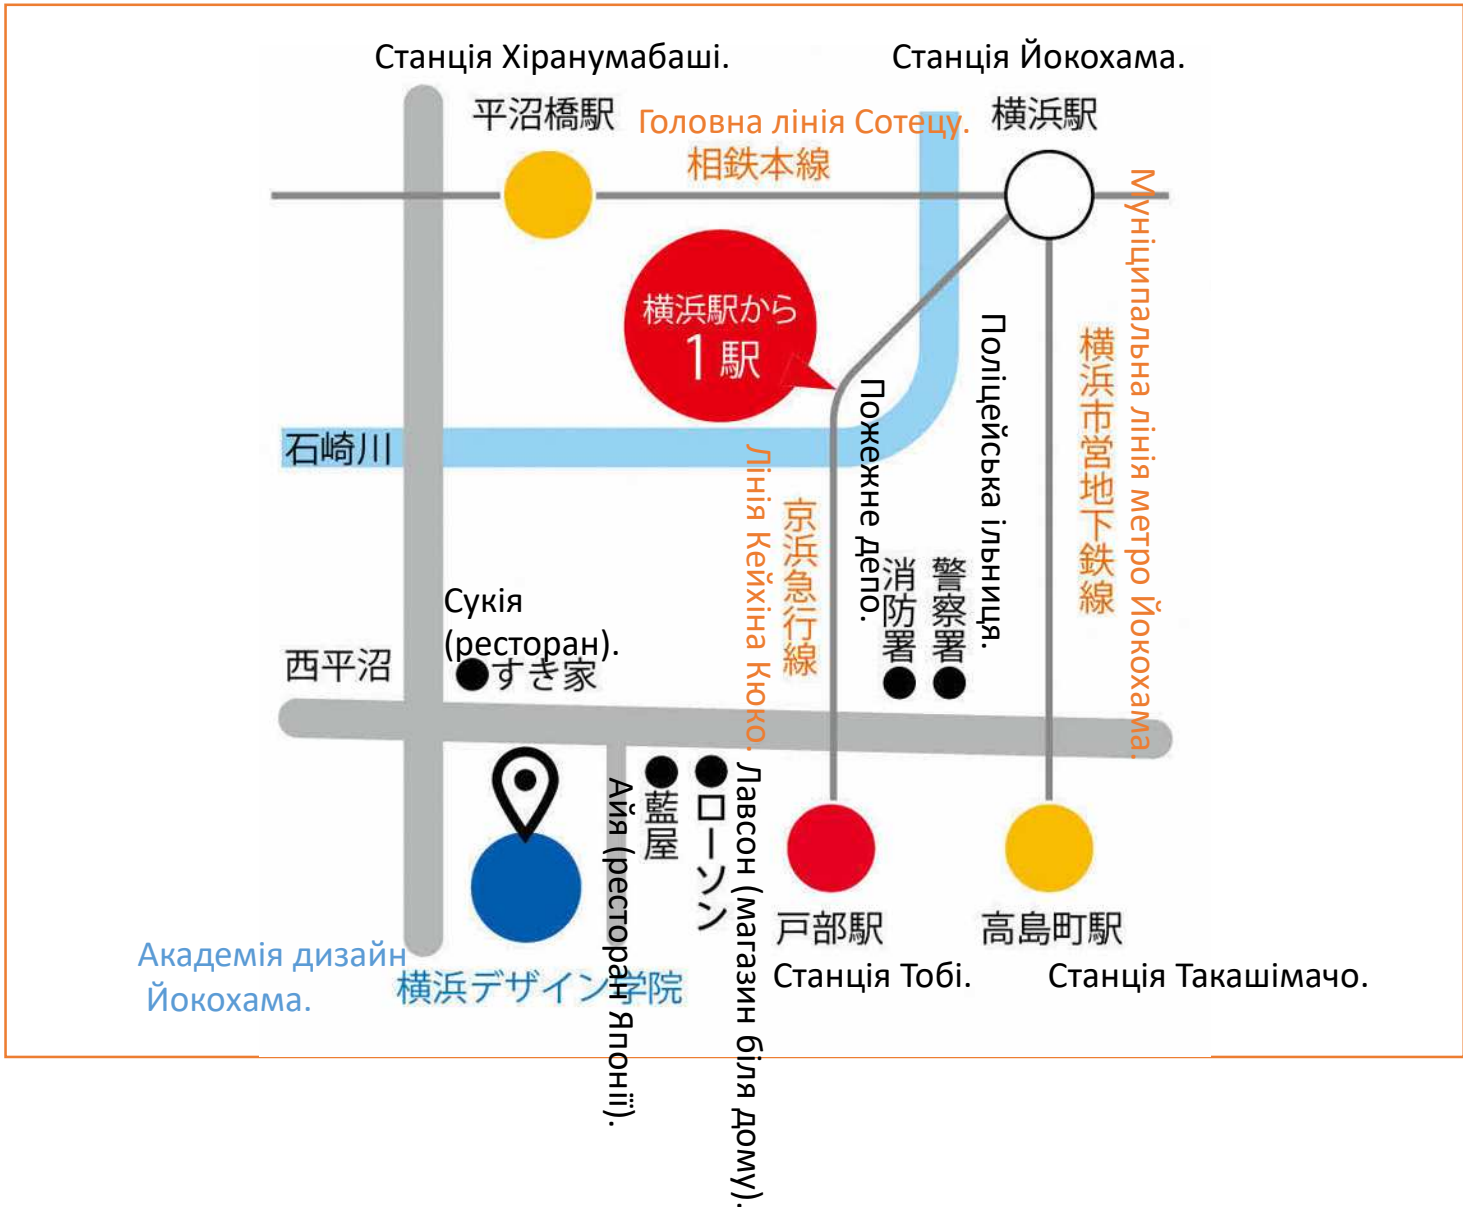 Станція Хіранумабаші.
Станція Йокохама.
平沼橋駅
Головна лінія Сотецу.
横浜駅
相鉄本線
Муніципальна лінія метро Йокохама.
横浜駅から
1駅
横浜市営地下鉄線
Поліцейська ільниця.
Пожежне депо.
石崎川
Лінія Кейхіна Кюко.
京浜急行線
消防署
警察署
Сукія
(ресторан).
西平沼
すき家
Айя (ресторан Японії).
藍屋
ローソン
Лавсон (магазин біля дому).
戸部駅
高島町駅
Станція Тобі.
Станція Такашімачо.
Академія дизайн
Йокохама.
横浜デザイン学院